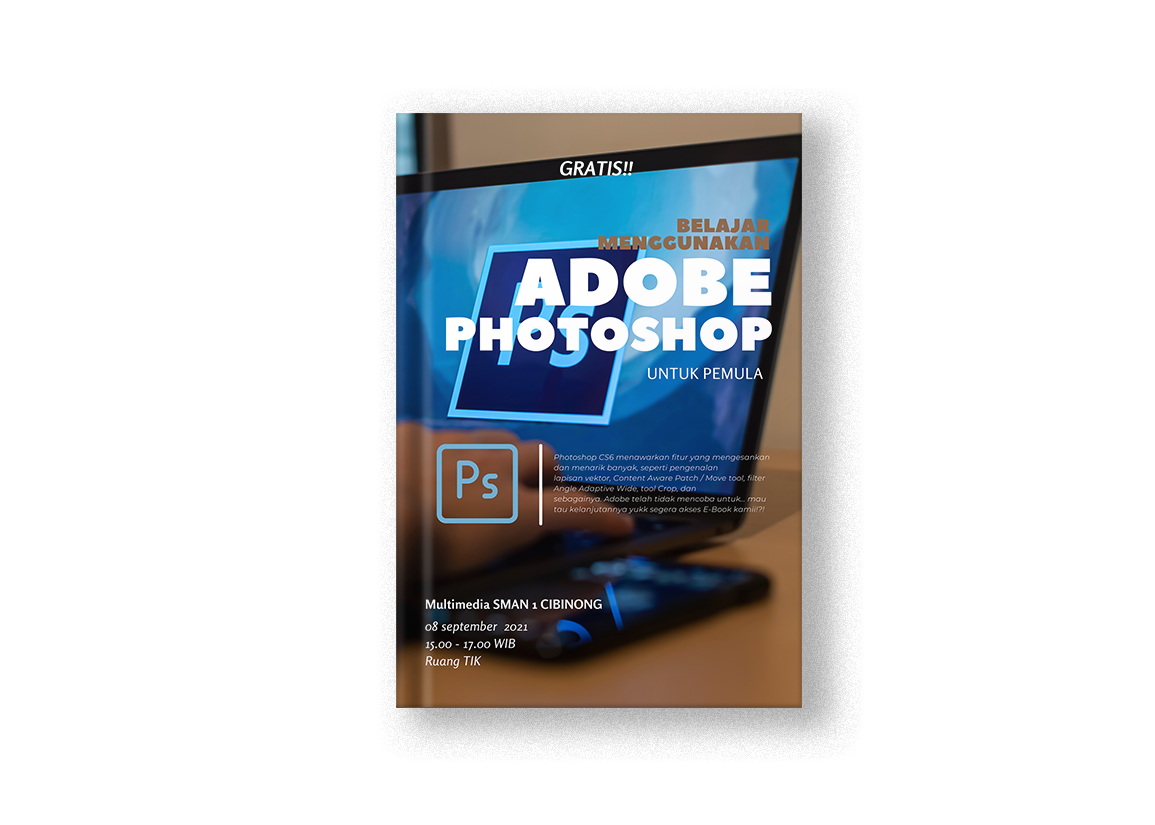 GRATIS!!
BELAJAR
MENGGUNAKAN
ADOBE
PHOTOSHOP
Ps
UNTUK PEMULA
Ps
Photoshop CS6 menawarkan fitur yang mengesankan
dan menarik banyak, seperti pengenalan
lapisan vektor, Content Aware Patch / Move tool, filter
Angle Adaptive Wide, tool Crop, dan
sebagainya. Adobe telah tidak mencoba untuk... mau
tau kelanjutannya yukk segera akses E-Book kamii!?!
Multimedia SMAN 1 CIBINONG
08 september 2021
15.00 - 17.00 WIB
Ruang TIK